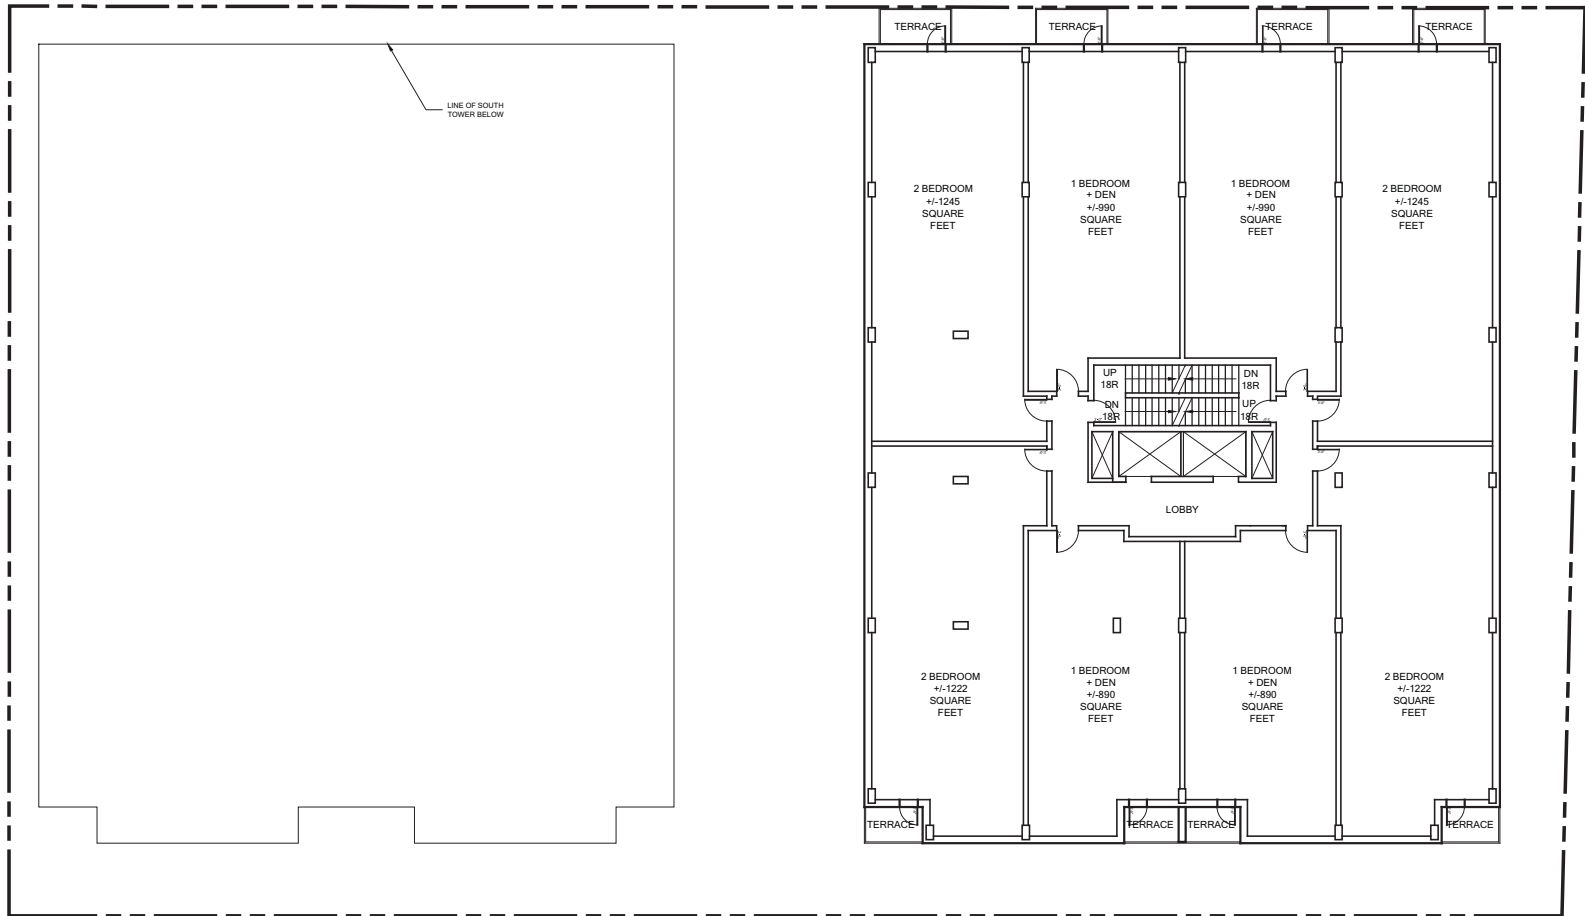 TERRACE
TERRACE
TERRACE
TERRACE
LINE OF SOUTH
TOWER BELOW
2 BEDROOM
+/-1245
SQUARE
FEET
1 BEDROOM
+ DEN
+/-990
SQUARE
FEET
1 BEDROOM
+ DEN
+/-990
SQUARE
FEET
2 BEDROOM
+/-1245
SQUARE
FEET
UP
18R
DN
18R
DN
18R
UP
18R
LOBBY
2 BEDROOM
+/-1222
SQUARE
FEET
1 BEDROOM
+ DEN
+/-890
SQUARE
FEET
1 BEDROOM
+ DEN
+/-890
SQUARE
FEET
2 BEDROOM
+/-1222
SQUARE
FEET
TERRACE
TERRACE
TERRACE
TERRACE